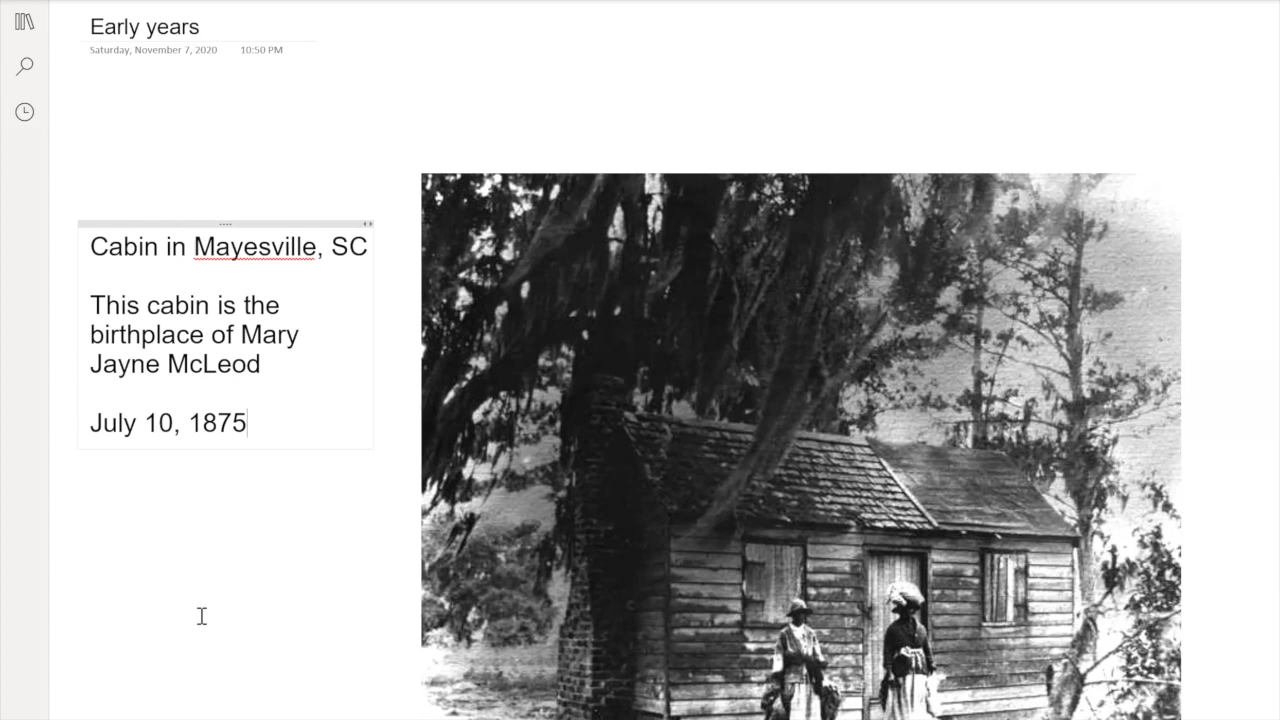 Early years
Saturday, November 7, 2020 10:50 PM
Cabin in Mayesville, SC
This cabin is the
birthplace of Mary
Jayne McLeod
July 10, 1875